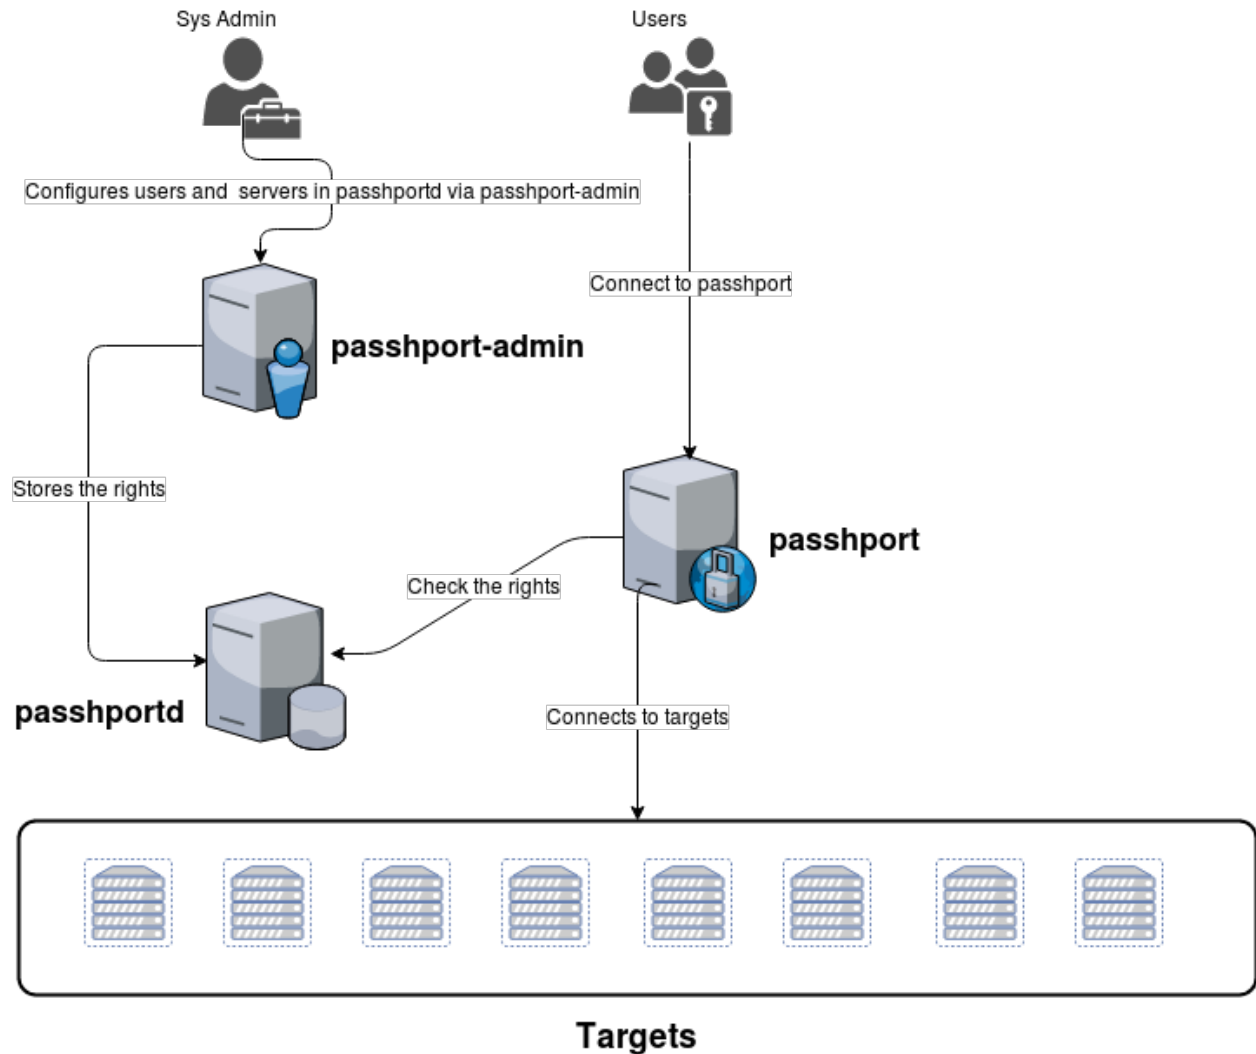 Sys Admin
Users
Configures users and  servers in passhportd via passhport-admin
Connect to passhport
passhport-admin
Stores the rights
passhport
Check the rights
passhportd
Connects to targets
Targets